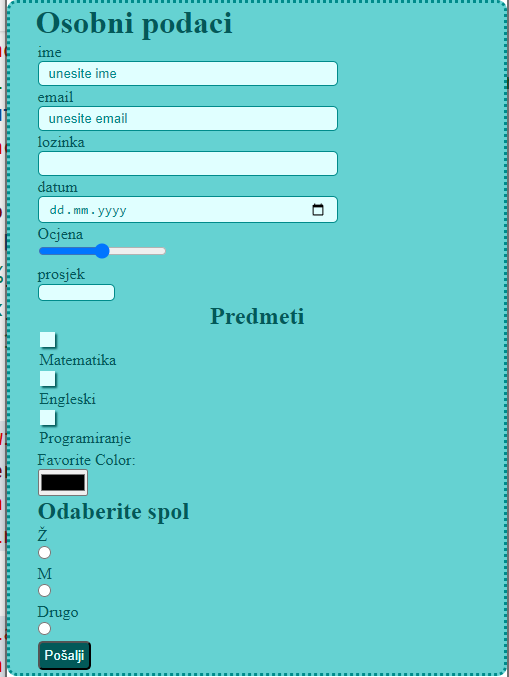 Osobni podaci
ime
unesite ime
email
unesite email
lozinka
datum
dd.mm.yyyy
Ocjena
prosjek
Predmeti
Matematika
Engleski
Programiranje
Favorite Color:
Odaberite spol
Ž
M
Drugo
Pošalji